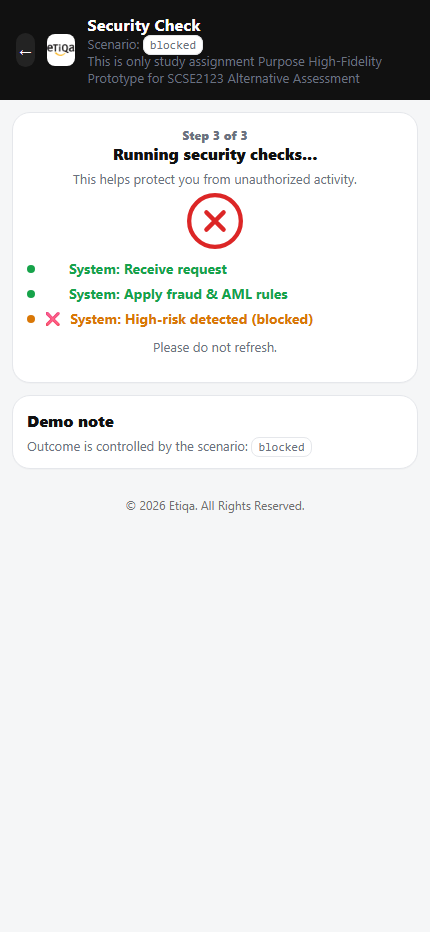 Security Check
←
etiqa
Scenario: blocked
This is only study assignment Purpose High-Fidelity
Prototype for SCSE2123 Alternative Assessment
Step 3 of 3
Running security checks...
This helps protect you from unauthorized activity.
System: Receive request
System: Apply fraud & AML rules
❌ System: High-risk detected (blocked)
Please do not refresh.
Demo note
Outcome is controlled by the scenario: blocked
© 2026 Etiqa. All Rights Reserved.